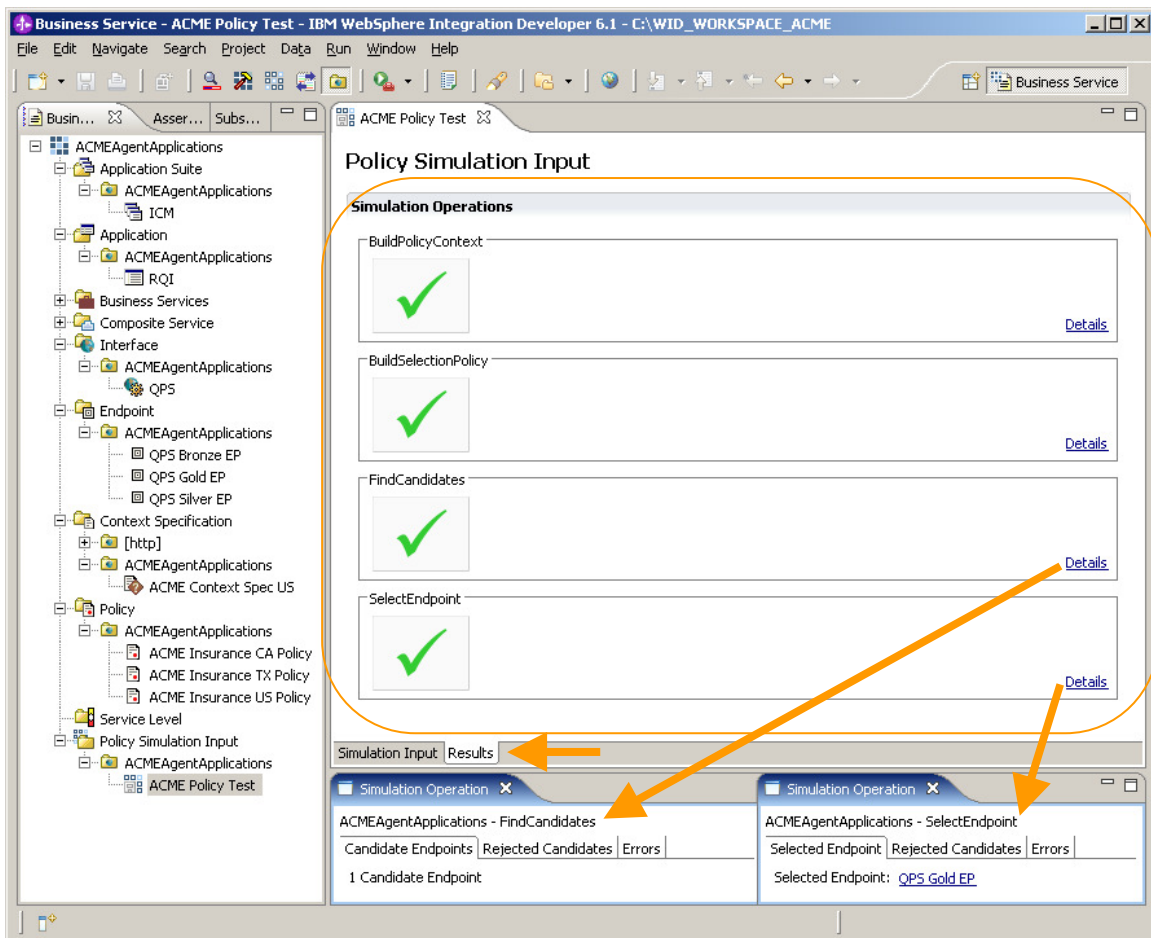 Business Service - ACME Policy Test - IBM WebSphere Integration Developer 6.1 - C:\WID_WORKSPACE_ACME
File Edit Navigate Search Project Data Run Window Help
Business Service
Busin... Asser... Subs...
ACMEAgentApplications
Application Suite
ACMEAgentApplications
ICM
Application
ACMEAgentApplications
RQI
Business Services
Composite Service
Interface
ACMEAgentApplications
QPS
Endpoint
ACMEAgentApplications
QPS Bronze EP
QPS Gold EP
QPS Silver EP
Context Specification
[http]
ACMEAgentApplications
ACME Context Spec US
Policy
ACMEAgentApplications
ACME Insurance CA Policy
ACME Insurance TX Policy
ACME Insurance US Policy
Service Level
Policy Simulation Input
ACMEAgentApplications
ACME Policy Test
ACME Policy Test
Policy Simulation Input
Simulation Operations
BuildPolicyContext
Details
BuildSelectionPolicy
Details
FindCandidates
Details
SelectEndpoint
Details
Simulation Input Results
Simulation Operation
ACMEAgentApplications - FindCandidates
Candidate Endpoints Rejected Candidates Errors
1 Candidate Endpoint
Simulation Operation
ACMEAgentApplications - SelectEndpoint
Selected Endpoint Rejected Candidates Errors
Selected Endpoint: QPS Gold EP